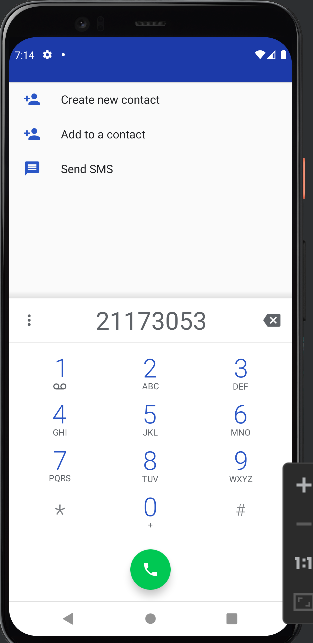 7:14
Create new contact
Add to a contact
Send SMS
21173053
1 2 3
ABC DEF
4 5 6
GHI JKL MNO
7 8 9
PQRS TUV WXYZ
* 0 #
+
1:1